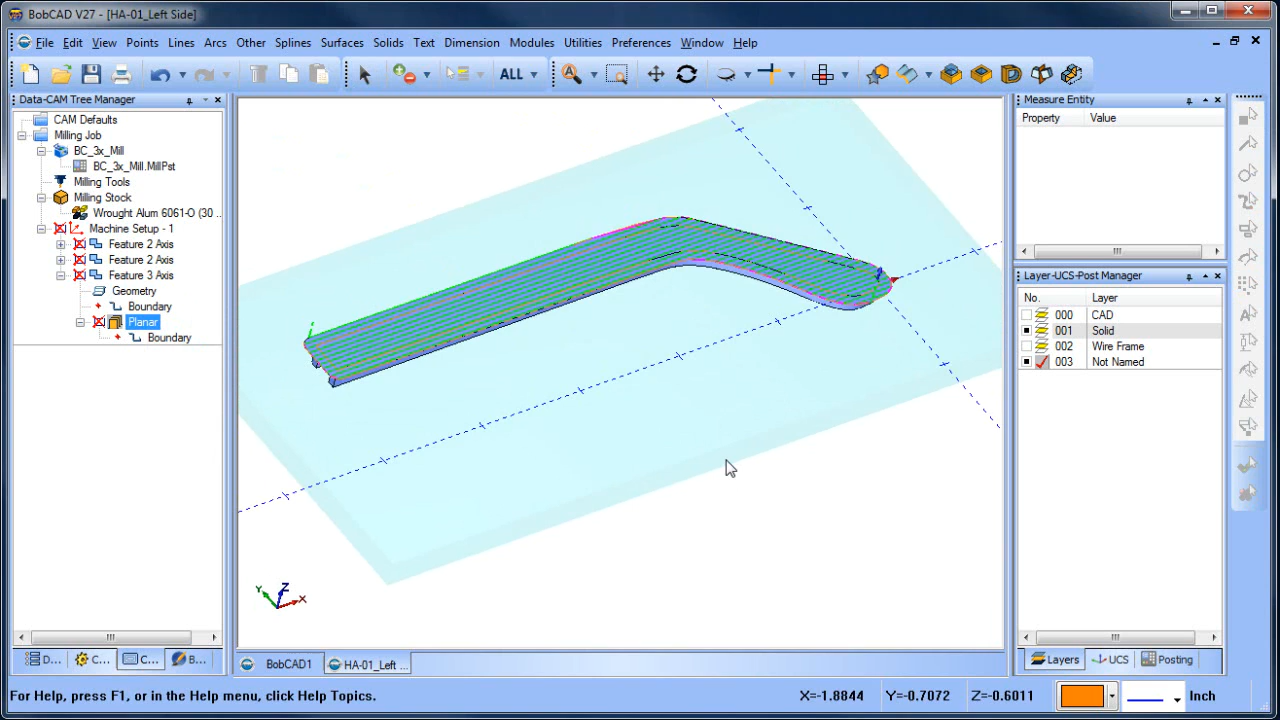 BobCAD V27 - [HA-01_Left Side]
File Edit View Points Lines Arcs Other Splines Surfaces Solids Text Dimension Modules Utilities Preferences Window Help
ALL
Data-CAM Tree Manager
CAM Defaults
Milling Job
BC_3x_Mill
BC_3x_Mill.MillPst
Milling Tools
Milling Stock
Wrought Alum 6061-O (30 ...
Machine Setup - 1
Feature 2 Axis
Feature 2 Axis
Feature 3 Axis
Geometry
Boundary
Planar
Boundary
D... C... C... B...
Y Z X
BobCAD1 HA-01_Left ...
Measure Entity
Property Value
Layer-UCS-Post Manager
No. Layer
000 CAD
001 Solid
002 Wire Frame
003 Not Named
Layers UCS Posting
For Help, press F1, or in the Help menu, click Help Topics. X=-1.8844 Y=-0.7072 Z=-0.6011 Inch